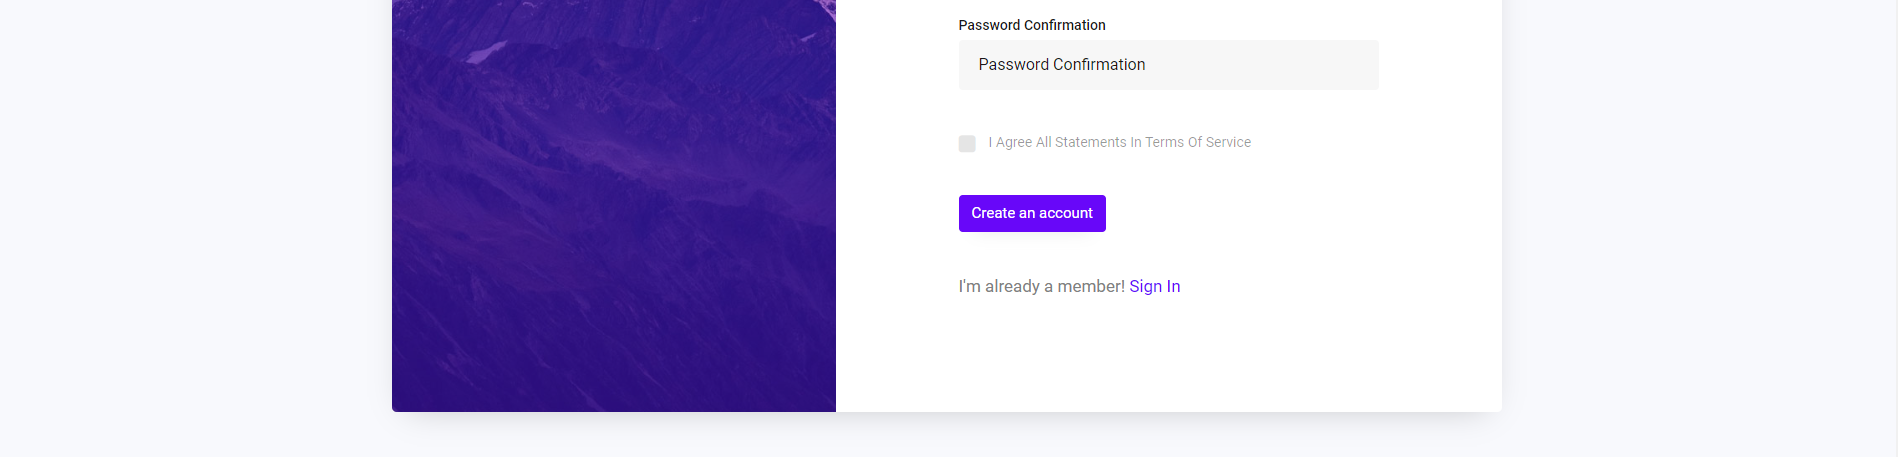 Password Confirmation
Password Confirmation
I Agree All Statements In Terms Of Service
Create an account
I'm already a member! Sign In